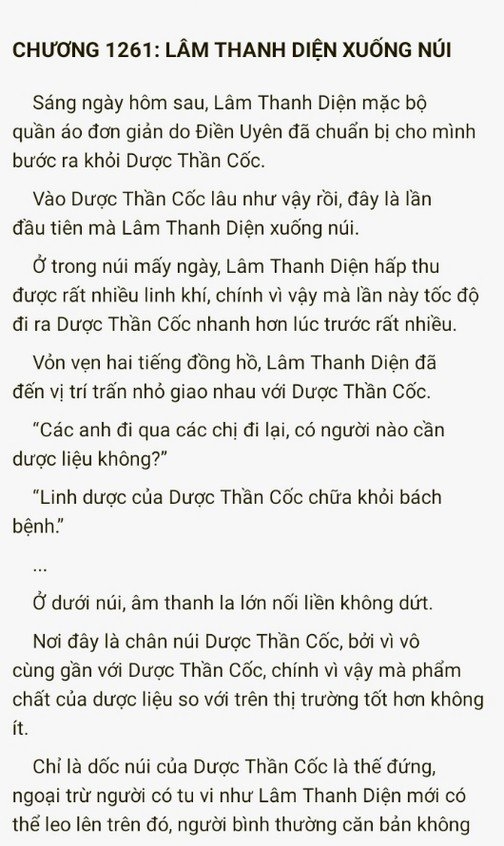 CHƯƠNG 1261: LÂM THANH DIỆN XUỐNG NÚI
Sáng ngày hôm sau, Lâm Thanh Diện mặc bộ
quần áo đơn giản do Điền Uyên đã chuẩn bị cho mình
bước ra khỏi Dược Thần Cốc.
Vào Dược Thần Cốc lâu như vậy rồi, đây là lần
đầu tiên mà Lâm Thanh Diện xuống núi.
Ở trong núi mấy ngày, Lâm Thanh Diện hấp thu
được rất nhiều linh khí, chính vì vậy mà lần này tốc độ
đi ra Dược Thần Cốc nhanh hơn lúc trước rất nhiều.
Vỏn vẹn hai tiếng đồng hồ, Lâm Thanh Diện đã
đến vị trí trấn nhỏ giao nhau với Dược Thần Cốc.
“Các anh đi qua các chị đi lại, có người nào cần
dược liệu không?”
“Linh dược của Dược Thần Cốc chữa khỏi bách
bệnh.”
...
Ở dưới núi, âm thanh la lớn nối liền không dứt.
Nơi đây là chân núi Dược Thần Cốc, bởi vì vô
cùng gần với Dược Thần Cốc, chính vì vậy mà phẩm
chất của dược liệu so với trên thị trường tốt hơn không
ít.
Chỉ là dốc núi của Dược Thần Cốc là thế đứng,
ngoại trừ người có tu vi như Lâm Thanh Diện mới có
thể leo lên trên đó, người bình thường căn bản không